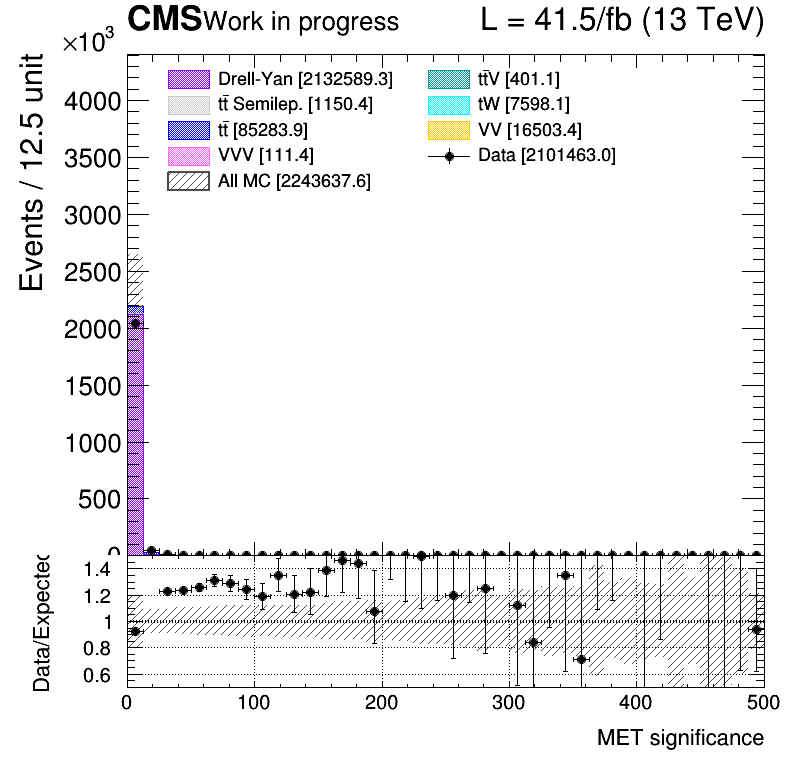 CMS Work in progress L = 41.5/fb (13 TeV)
×10³
Events / 12.5 unit
Drell-Yan [2132589.3]
tt̄ Semilep. [1150.4]
tt̄ [85283.9]
VVV [111.4]
All MC [2243637.6]
tt̄V [401.1]
tW [7598.1]
VV [16503.4]
Data [2101463.0]
4000
3500
3000
2500
2000
1500
1000
500
0
Data/Expected
1.4
1.2
1
0.8
0.6
0 100 200 300 400 500
MET significance